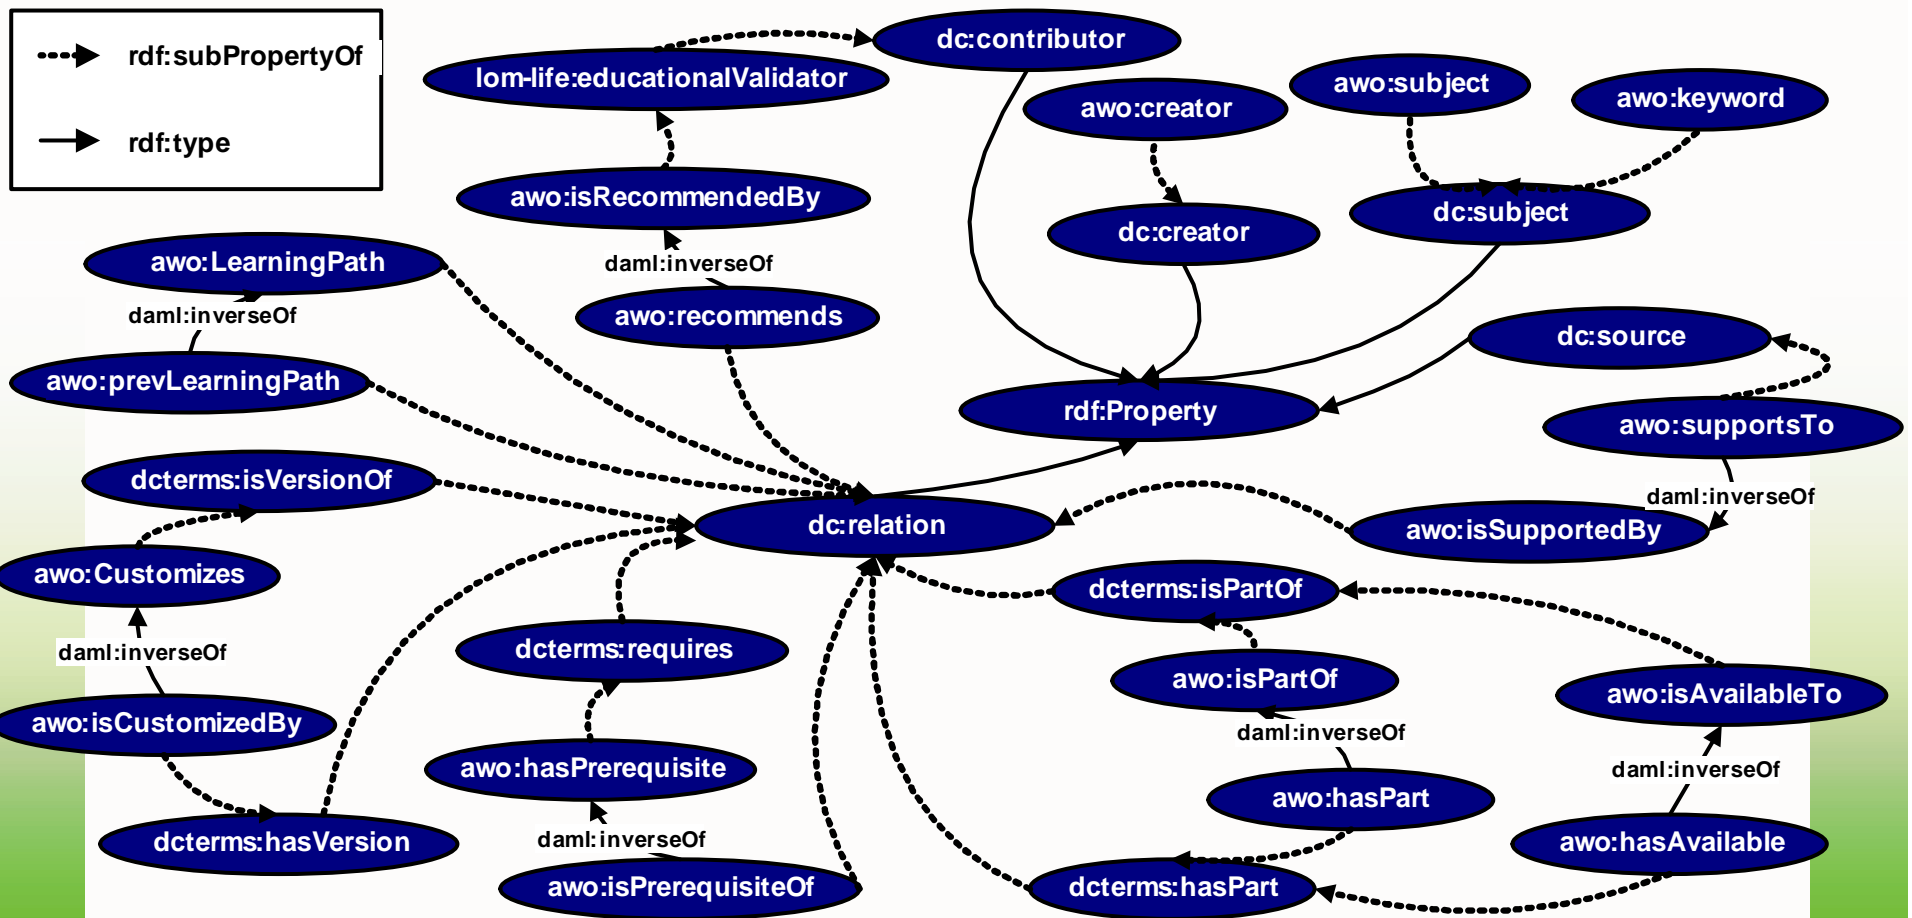 rdf:subPropertyOf
rdf:type
dc:contributor
lom-life:educationalValidator
awo:creator
awo:subject
awo:keyword
awo:isRecommendedBy
dc:creator
dc:subject
awo:LearningPath
daml:inverseOf
daml:inverseOf
awo:recommends
dc:source
awo:prevLearningPath
rdf:Property
awo:supportsTo
dcterms:isVersionOf
daml:inverseOf
dc:relation
awo:isSupportedBy
awo:Customizes
dcterms:isPartOf
daml:inverseOf
dcterms:requires
awo:isPartOf
awo:isAvailableTo
awo:isCustomizedBy
daml:inverseOf
awo:hasPrerequisite
daml:inverseOf
awo:hasPart
dcterms:hasVersion
daml:inverseOf
awo:hasAvailable
awo:isPrerequisiteOf
dcterms:hasPart